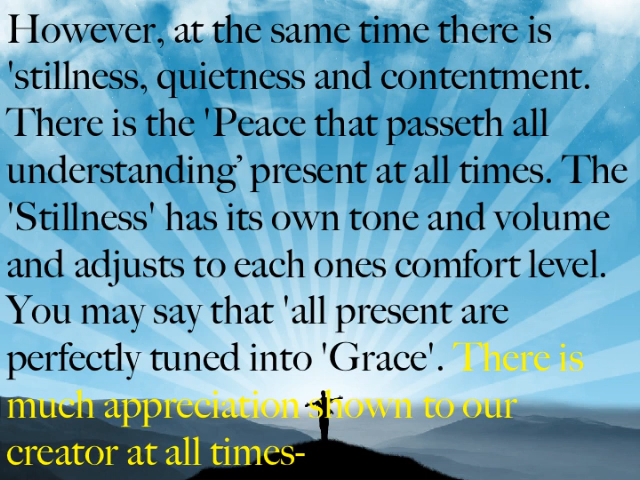 However, at the same time there is
'stillness, quietness and contentment.
There is the 'Peace that passeth all
understanding’ present at all times. The
'Stillness' has its own tone and volume
and adjusts to each ones comfort level.
You may say that 'all present are
perfectly tuned into 'Grace'. There is
much appreciation shown to our
creator at all times-